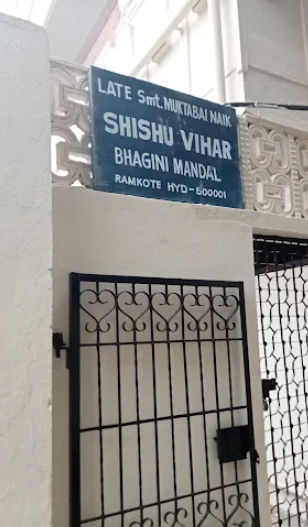 LATE Smt. MUKTABAI NAIK
SHISHU VIHAR
BHAGINI MANDAL
RAMKOTE HYD-500001